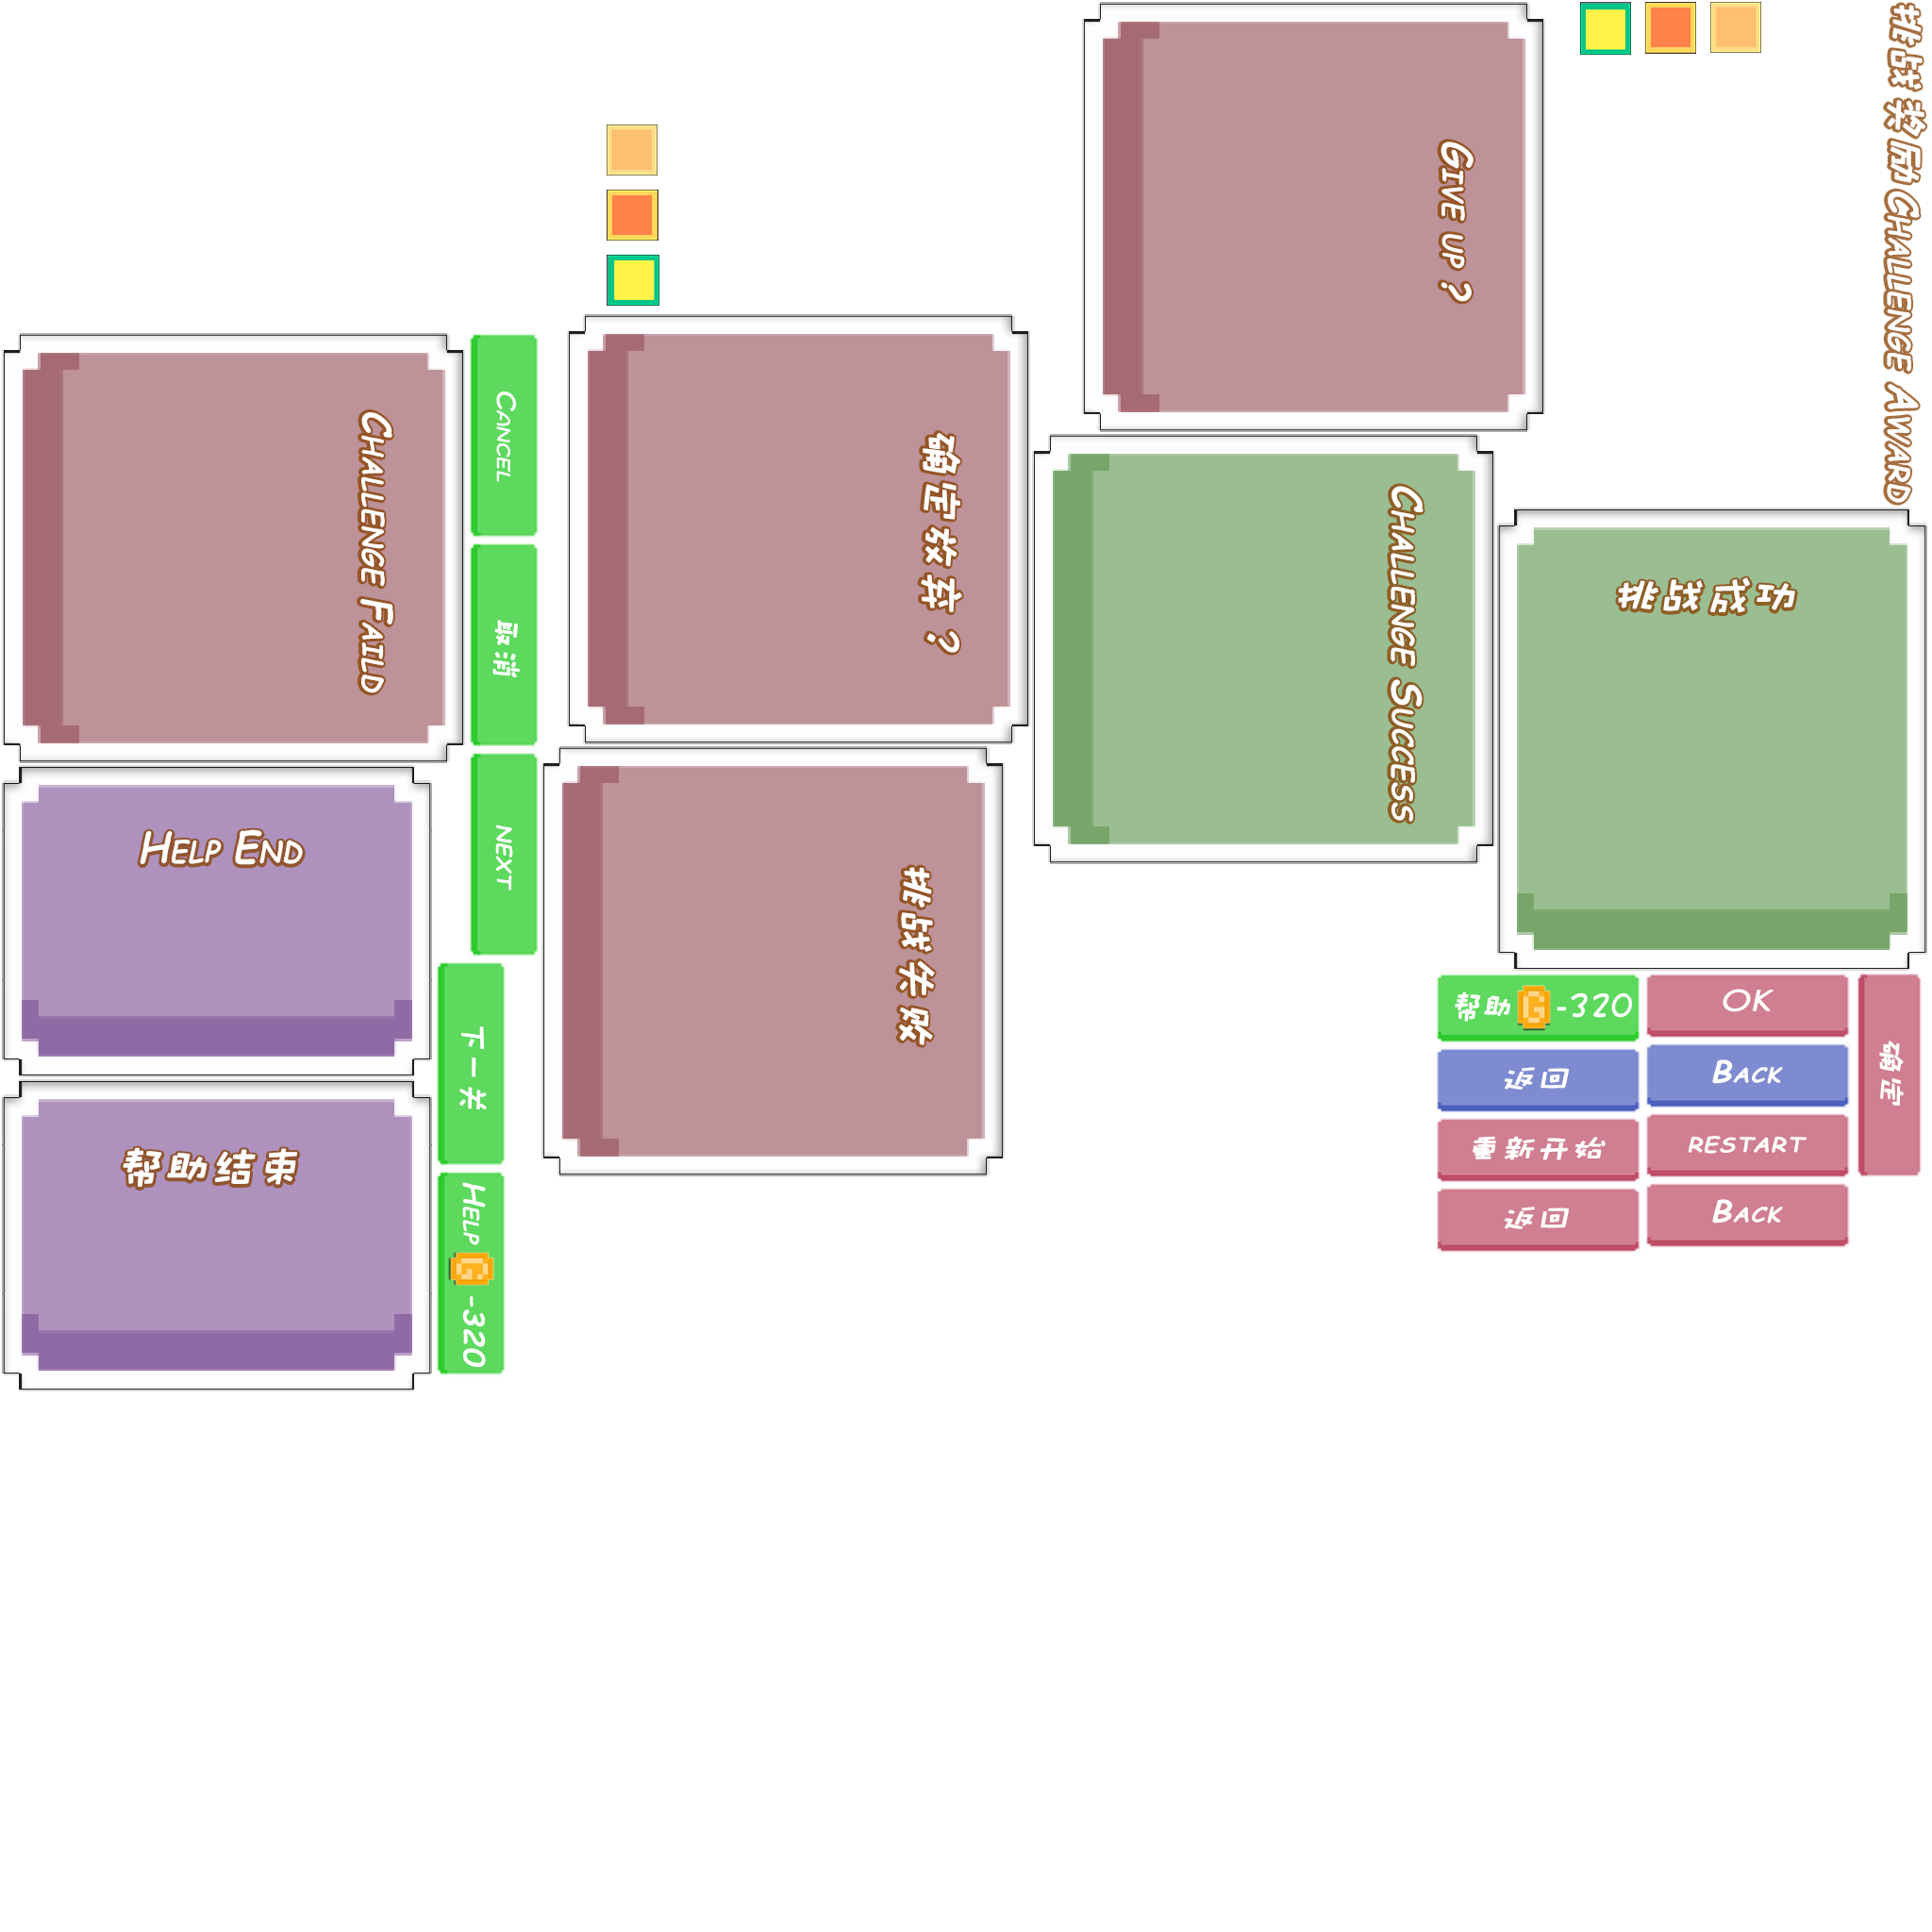 挑战奖励
CHALLENGE AWARD
GIVE UP ?
CHALLENGE FAILD
CANCEL
确定放弃 ?
CHALLENGE SUCCESS
挑战成功
取消
HELP END
NEXT
挑战失败
帮助 G -320
OK
确定
返回
BACK
下一关
重新开始
RESTART
帮助结束
HELP G -320
返回
BACK